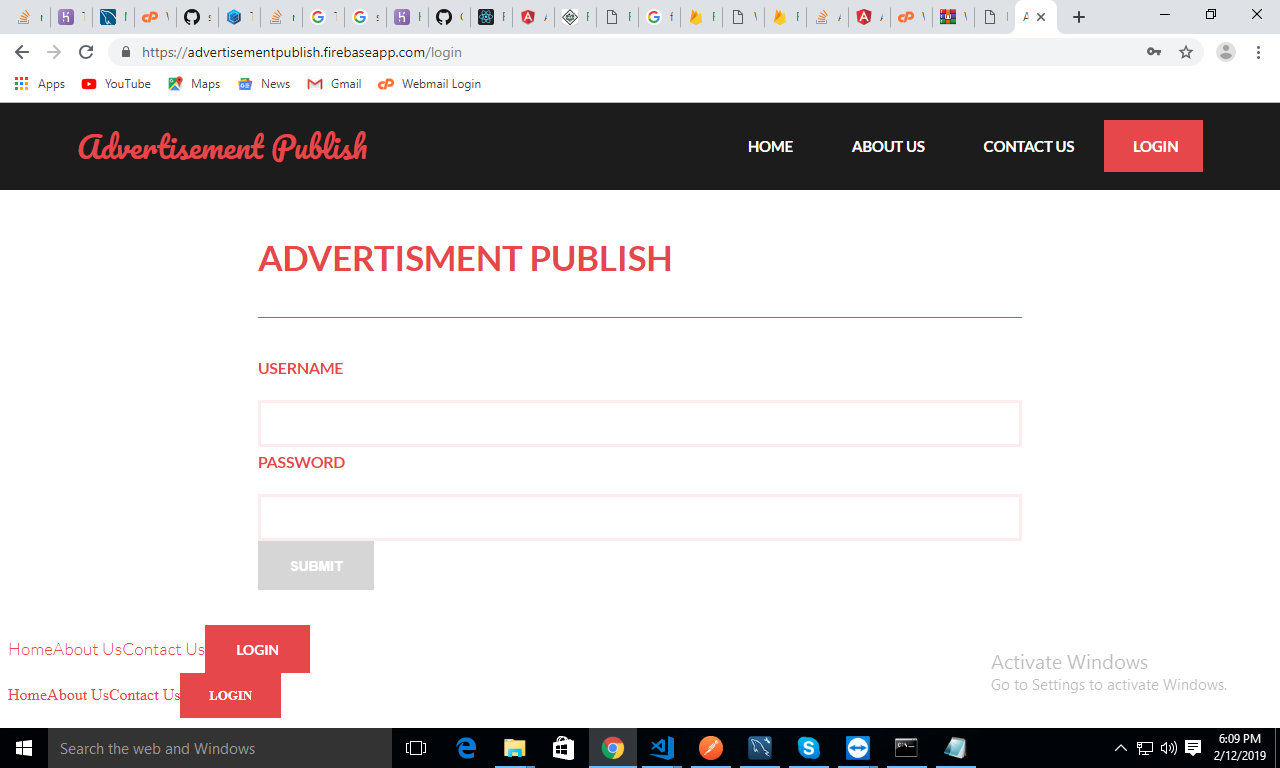 https://advertisementpublish.firebaseapp.com/login
Apps YouTube Maps News Gmail Webmail Login
Advertisement Publish HOME ABOUT US CONTACT US LOGIN
ADVERTISMENT PUBLISH
USERNAME
PASSWORD
SUBMIT
HomeAbout UsContact Us LOGIN
HomeAbout UsContact Us LOGIN
Activate Windows
Go to Settings to activate Windows.
Search the web and Windows
6:09 PM
2/12/2019